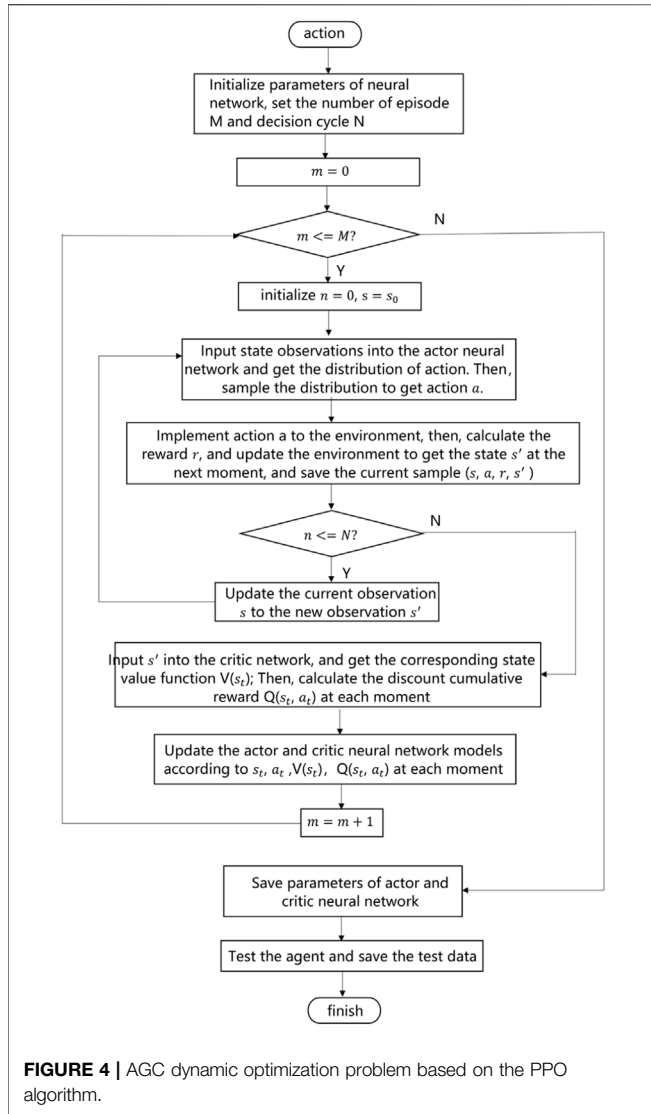 action
Initialize parameters of neural
network, set the number of episode
M and decision cycle N
m = 0
N
m <= M?
Y
initialize n = 0, s = s₀
Input state observations into the actor neural
network and get the distribution of action. Then,
sample the distribution to get action a.
Implement action a to the environment, then, calculate the
reward r, and update the environment to get the state s′ at the
next moment, and save the current sample (s, a, r, s′ )
N
n <= N?
Y
Update the current observation
s to the new observation s′
Input s′ into the critic network, and get the corresponding state
value function V(sₜ); Then, calculate the discount cumulative
reward Q(sₜ, aₜ) at each moment
Update the actor and critic neural network models
according to sₜ, aₜ ,V(sₜ), Q(sₜ, aₜ) at each moment
m = m + 1
Save parameters of actor and
critic neural network
Test the agent and save the test data
finish
FIGURE 4 | AGC dynamic optimization problem based on the PPO
algorithm.